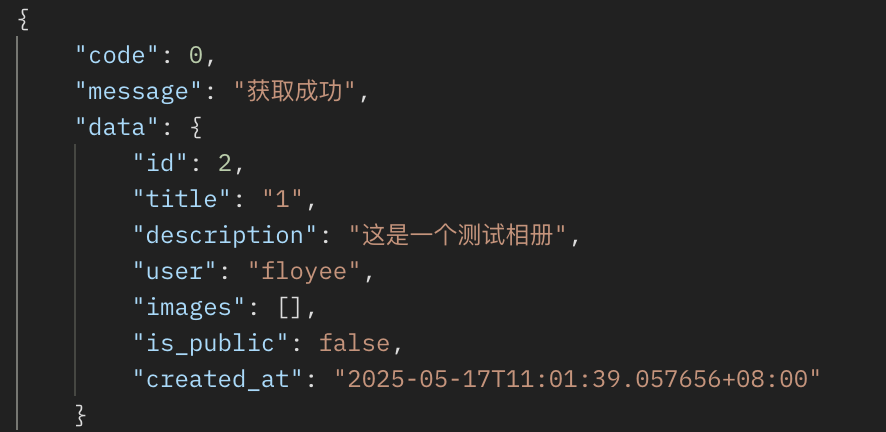 {
    "code": 0,
    "message": "获取成功",
    "data": {
        "id": 2,
        "title": "1",
        "description": "这是一个测试相册",
        "user": "floyee",
        "images": [],
        "is_public": false,
        "created_at": "2025-05-17T11:01:39.057656+08:00"
    }